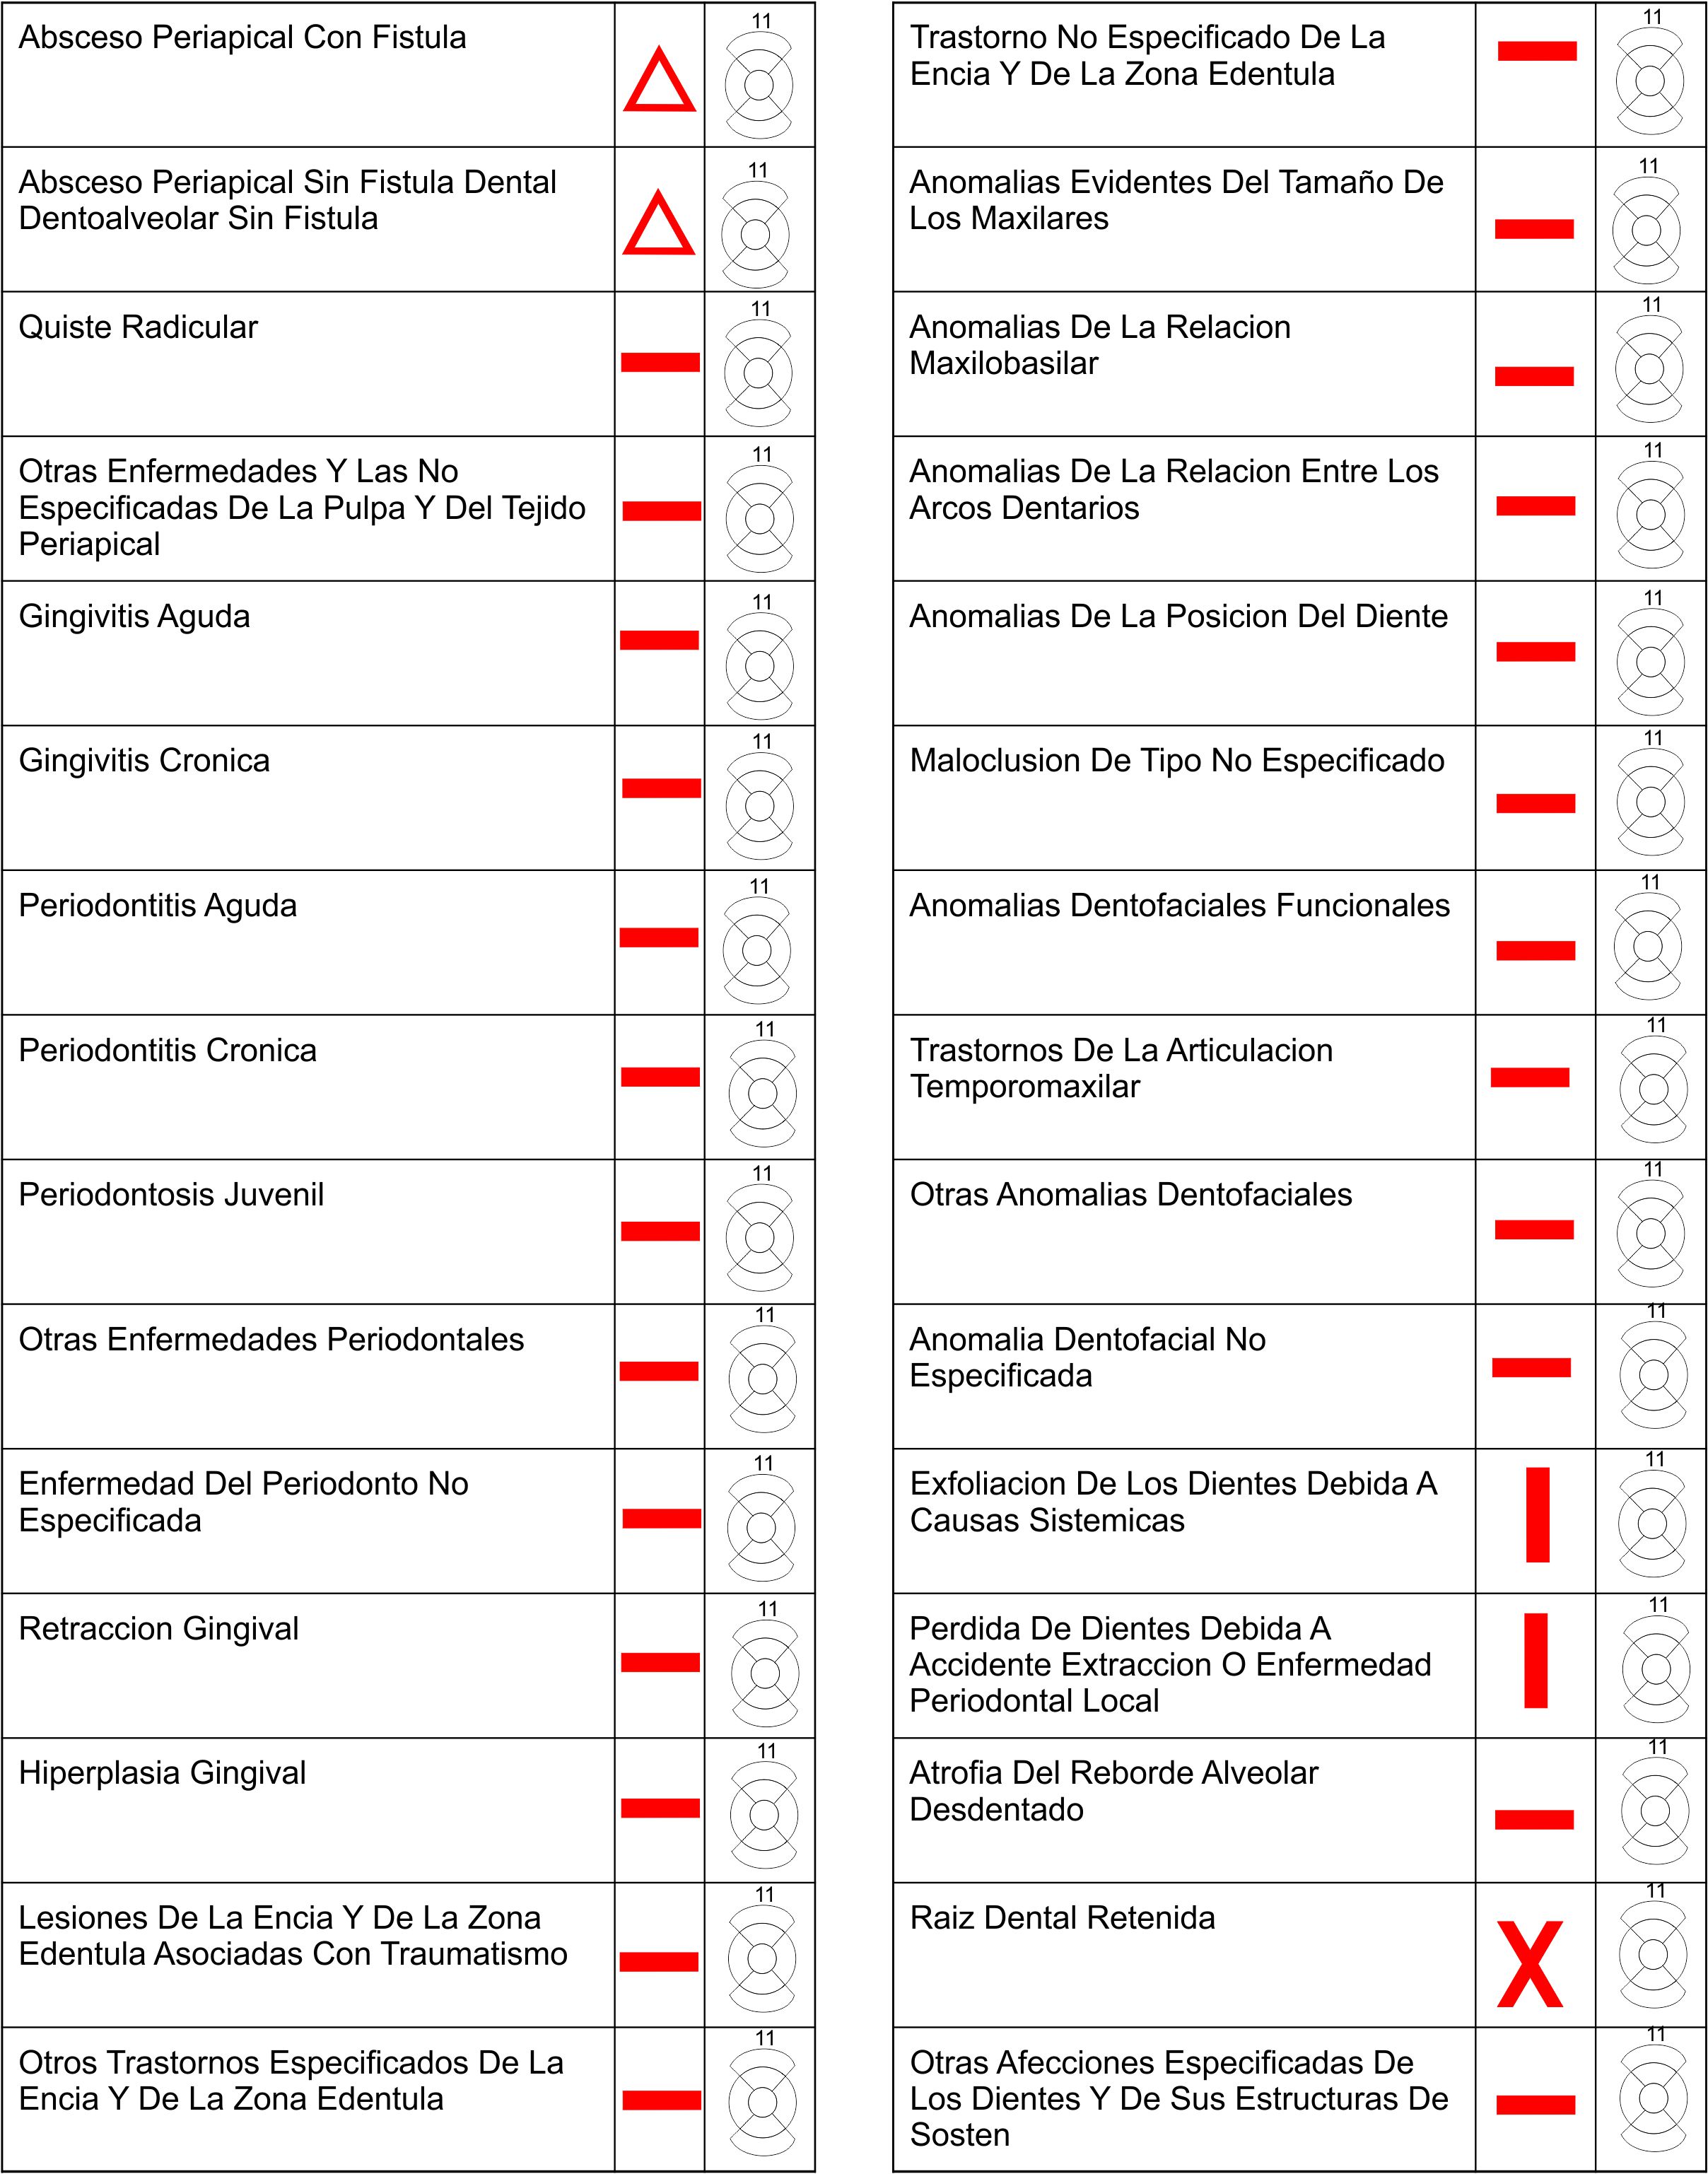 Absceso Periapical Con Fistula
11
Absceso Periapical Sin Fistula Dental
Dentoalveolar Sin Fistula
11
Quiste Radicular
11
Otras Enfermedades Y Las No
Especificadas De La Pulpa Y Del Tejido
Periapical
11
Gingivitis Aguda
11
Gingivitis Cronica
11
Periodontitis Aguda
11
Periodontitis Cronica
11
Periodontosis Juvenil
11
Otras Enfermedades Periodontales
11
Enfermedad Del Periodonto No
Especificada
11
Retraccion Gingival
11
Hiperplasia Gingival
11
Lesiones De La Encia Y De La Zona
Edentula Asociadas Con Traumatismo
11
Otros Trastornos Especificados De La
Encia Y De La Zona Edentula
11
Trastorno No Especificado De La
Encia Y De La Zona Edentula
11
Anomalias Evidentes Del Tamaño De
Los Maxilares
11
Anomalias De La Relacion
Maxilobasilar
11
Anomalias De La Relacion Entre Los
Arcos Dentarios
11
Anomalias De La Posicion Del Diente
11
Maloclusion De Tipo No Especificado
11
Anomalias Dentofaciales Funcionales
11
Trastornos De La Articulacion
Temporomaxilar
11
Otras Anomalias Dentofaciales
11
Anomalia Dentofacial No
Especificada
11
Exfoliacion De Los Dientes Debida A
Causas Sistemicas
11
Perdida De Dientes Debida A
Accidente Extraccion O Enfermedad
Periodontal Local
11
Atrofia Del Reborde Alveolar
Desdentado
11
Raiz Dental Retenida
X
11
Otras Afecciones Especificadas De
Los Dientes Y De Sus Estructuras De
Sosten
11